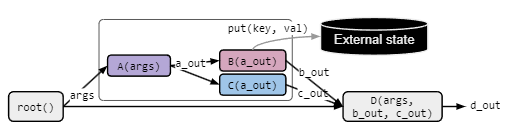 put(key, val)
External state
A(args)
a_out
B(a_out)
b_out
C(a_out)
c_out
root()
args
D(args,
b_out, c_out)
d_out